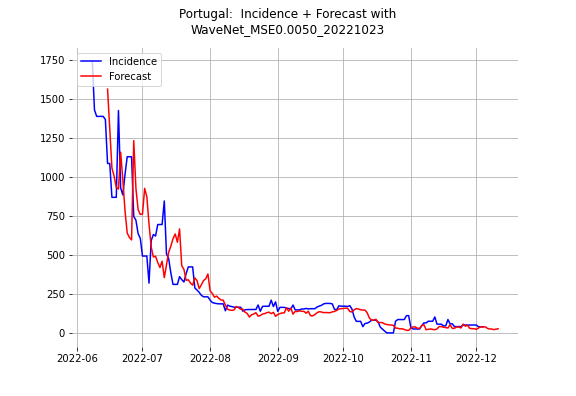 Portugal:  Incidence + Forecast with
WaveNet_MSE0.0050_20221023
Incidence
Forecast
1750
1500
1250
1000
750
500
250
0
2022-06 2022-07 2022-08 2022-09 2022-10 2022-11 2022-12